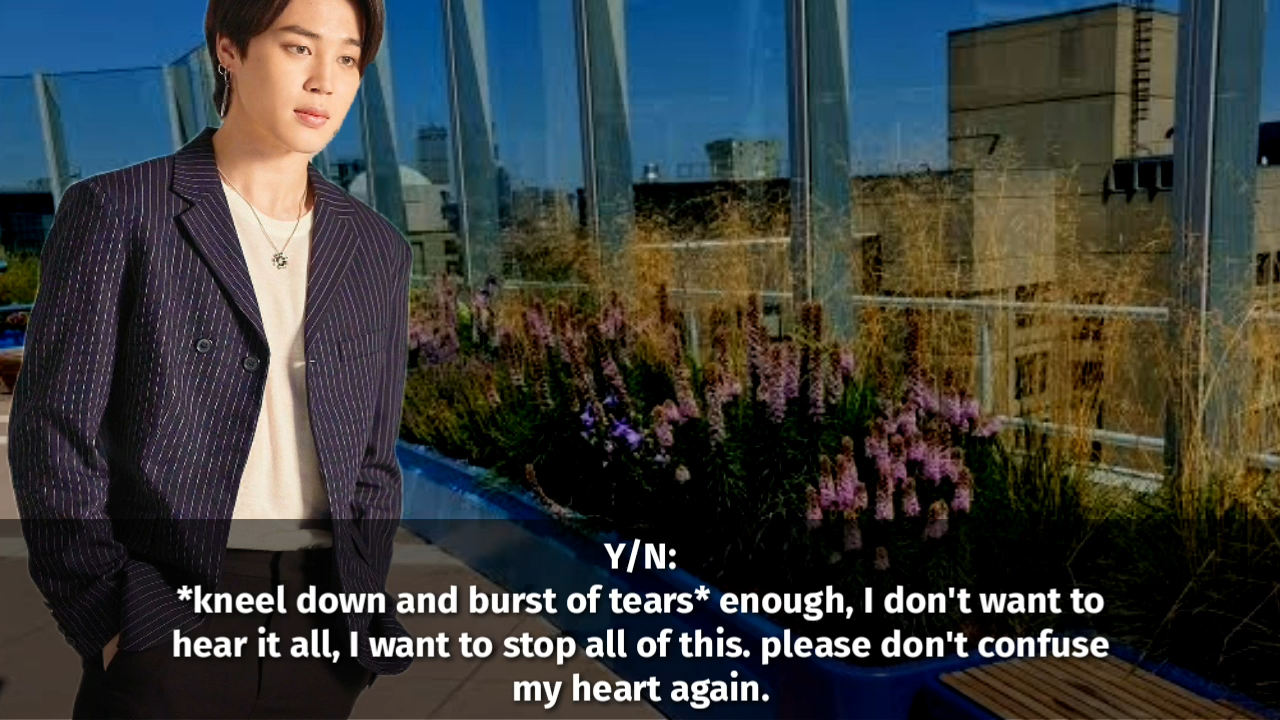 Y/N:
*kneel down and burst of tears* enough, I don't want to
hear it all, I want to stop all of this. please don't confuse
my heart again.